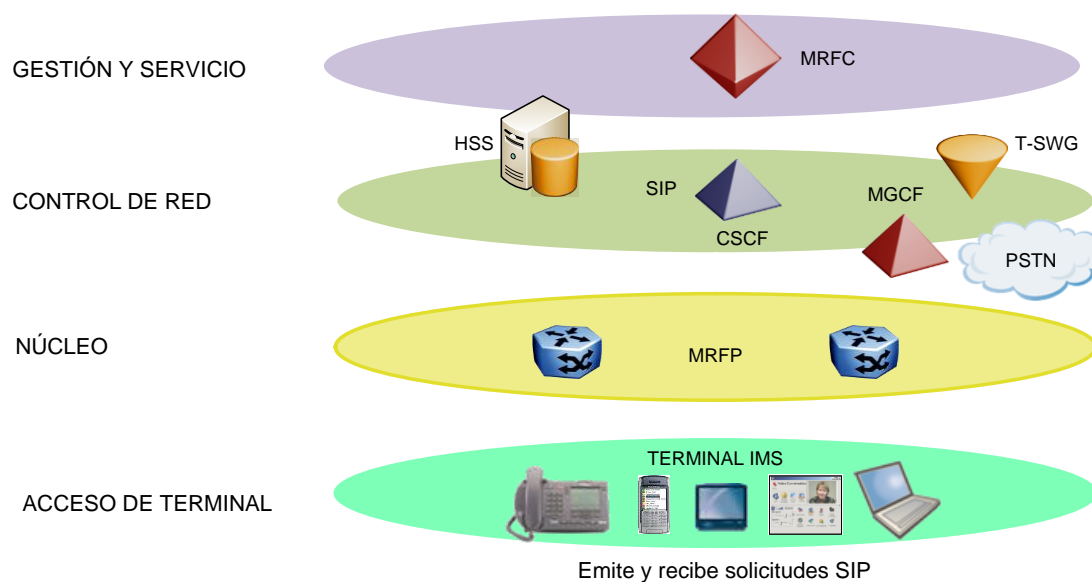 GESTIÓN Y SERVICIO
MRFC
HSS
T-SWG
CONTROL DE RED
SIP
MGCF
CSCF
PSTN
NÚCLEO
MRFP
TERMINAL IMS
ACCESO DE TERMINAL
Emite y recibe solicitudes SIP